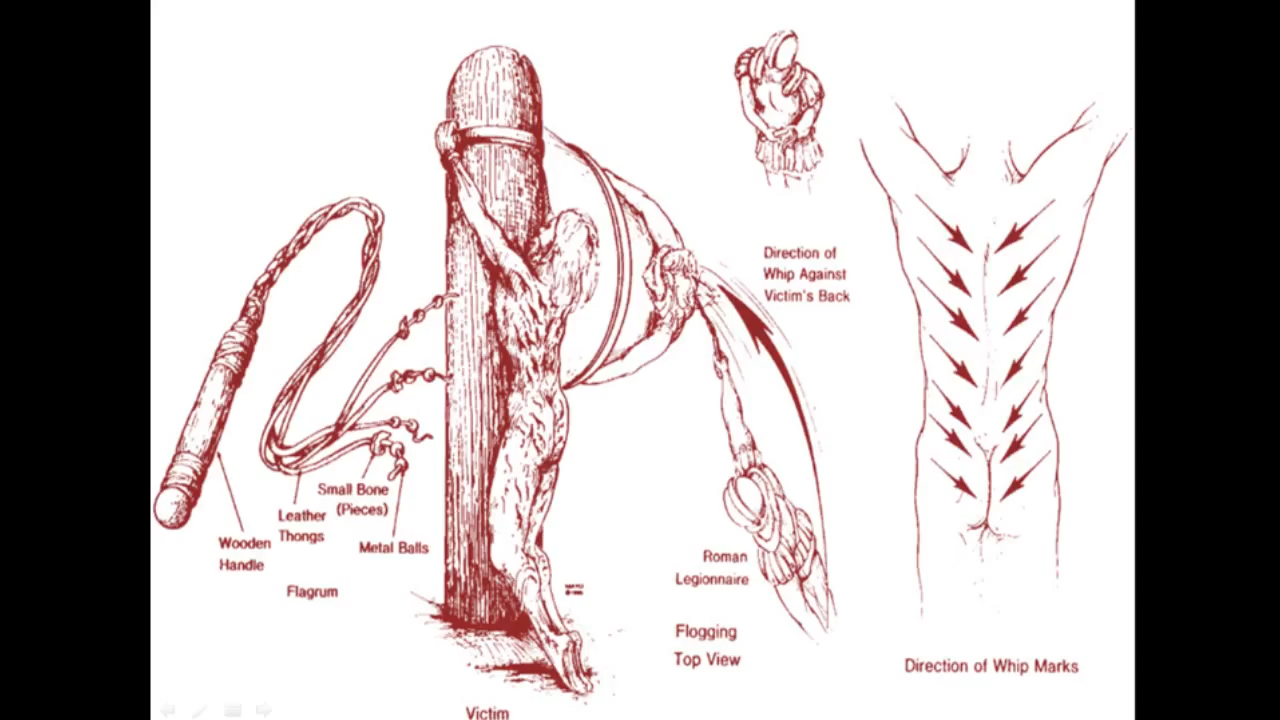 Direction of
Whip Against
Victim's Back
Small Bone
(Pieces)
Leather
Thongs
Metal Balls
Wooden
Handle
Flagrum
Roman
Legionnaire
Flogging
Top View
Direction of Whip Marks
Victim